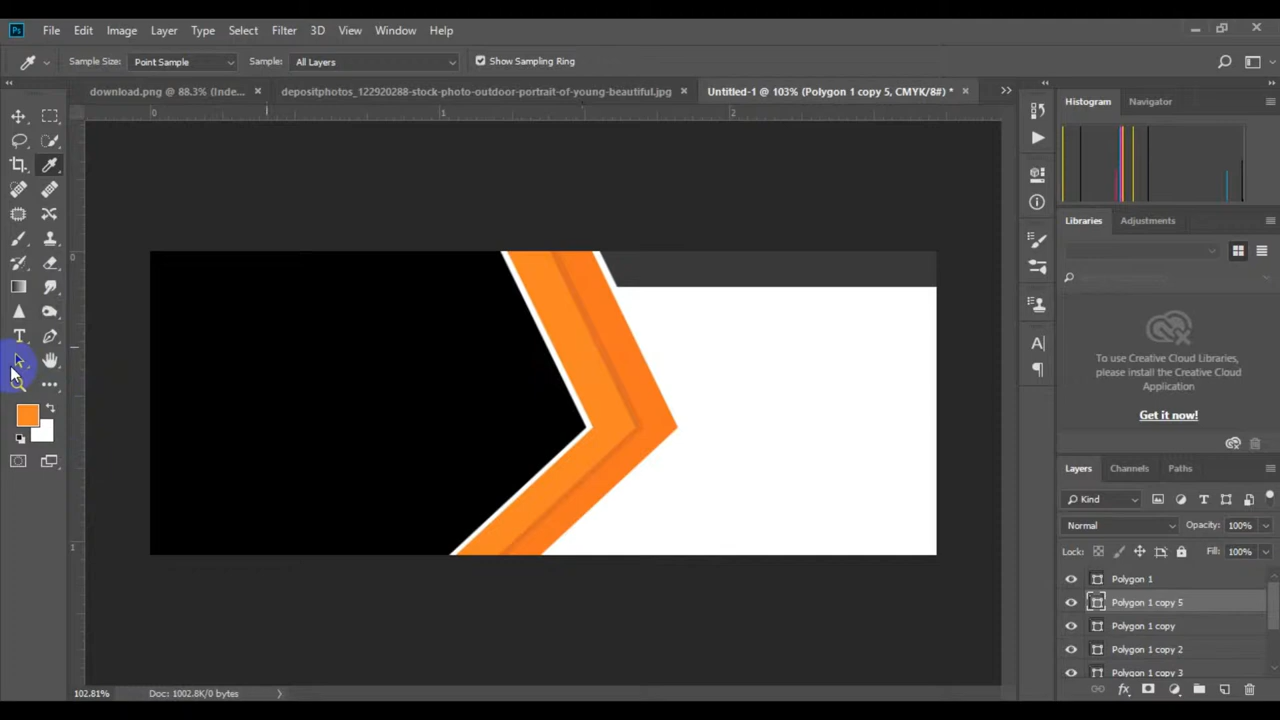 Ps File Edit Image Layer Type Select Filter 3D View Window Help
Sample Size: Point Sample Sample: All Layers Show Sampling Ring
download.png @ 88.3% (Inde... × depositphotos_122920288-stock-photo-outdoor-portrait-of-young-beautiful.jpg × Untitled-1 @ 103% (Polygon 1 copy 5, CMYK/8#) * ×
Histogram Navigator
0 1 2
0
1
Libraries Adjustments
To use Creative Cloud Libraries,
please install the Creative Cloud
Application
Get it now!
Layers Channels Paths
Kind
Normal Opacity: 100%
Lock: Fill: 100%
Polygon 1
Polygon 1 copy 5
Polygon 1 copy
Polygon 1 copy 2
Polygon 1 copy 3
102.81% Doc: 1002.8K/0 bytes